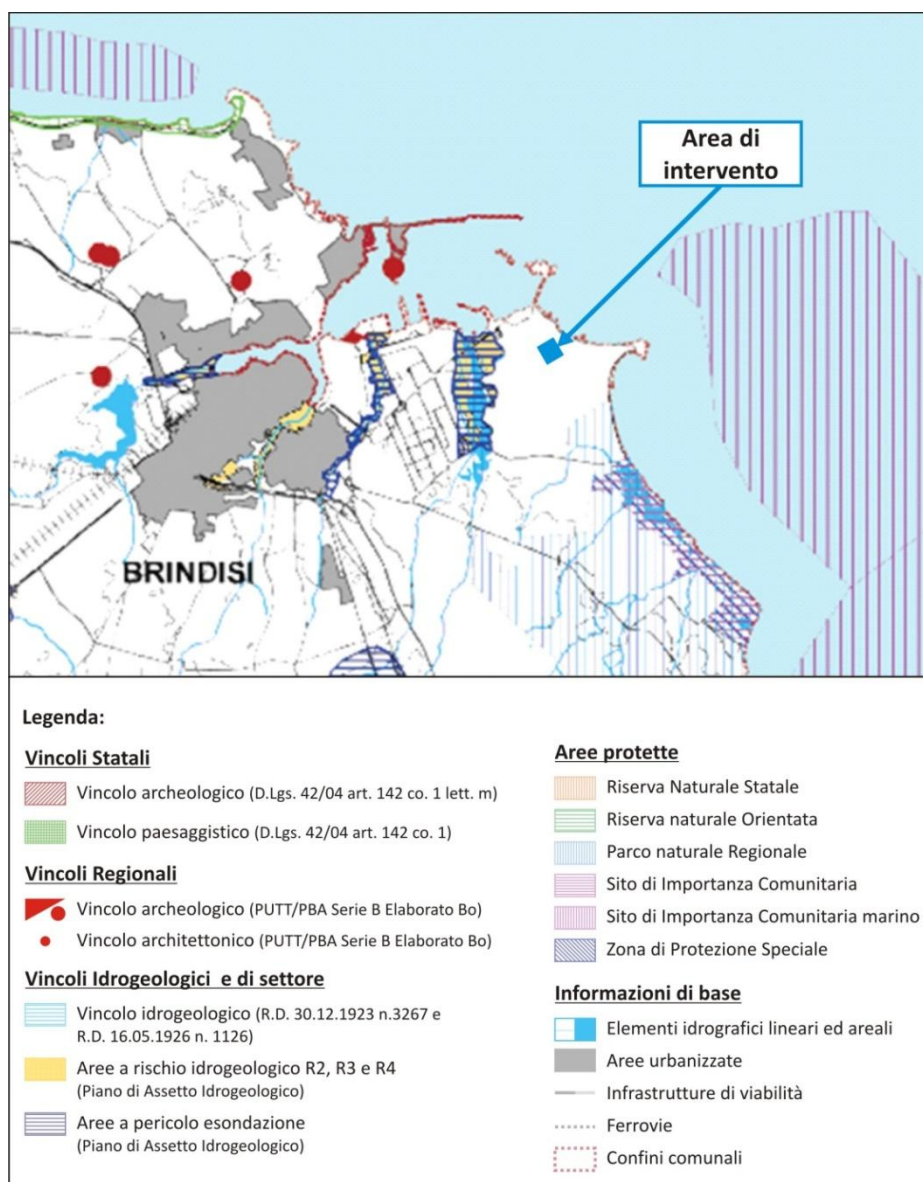 Area di
intervento
BRINDISI
Legenda:
Vincoli Statali
Vincolo archeologico (D.Lgs. 42/04 art. 142 co. 1 lett. m)
Vincolo paesaggistico (D.Lgs. 42/04 art. 142 co. 1)
Vincoli Regionali
Vincolo archeologico (PUTT/PBA Serie B Elaborato Bo)
Vincolo architettonico (PUTT/PBA Serie B Elaborato Bo)
Vincoli Idrogeologici e di settore
Vincolo idrogeologico (R.D. 30.12.1923 n.3267 e
R.D. 16.05.1926 n. 1126)
Aree a rischio idrogeologico R2, R3 e R4
(Piano di Assetto Idrogeologico)
Aree a pericolo esondazione
(Piano di Assetto Idrogeologico)
Aree protette
Riserva Naturale Statale
Riserva naturale Orientata
Parco naturale Regionale
Sito di Importanza Comunitaria
Sito di Importanza Comunitaria marino
Zona di Protezione Speciale
Informazioni di base
Elementi idrografici lineari ed areali
Aree urbanizzate
Infrastrutture di viabilità
Ferrovie
Confini comunali